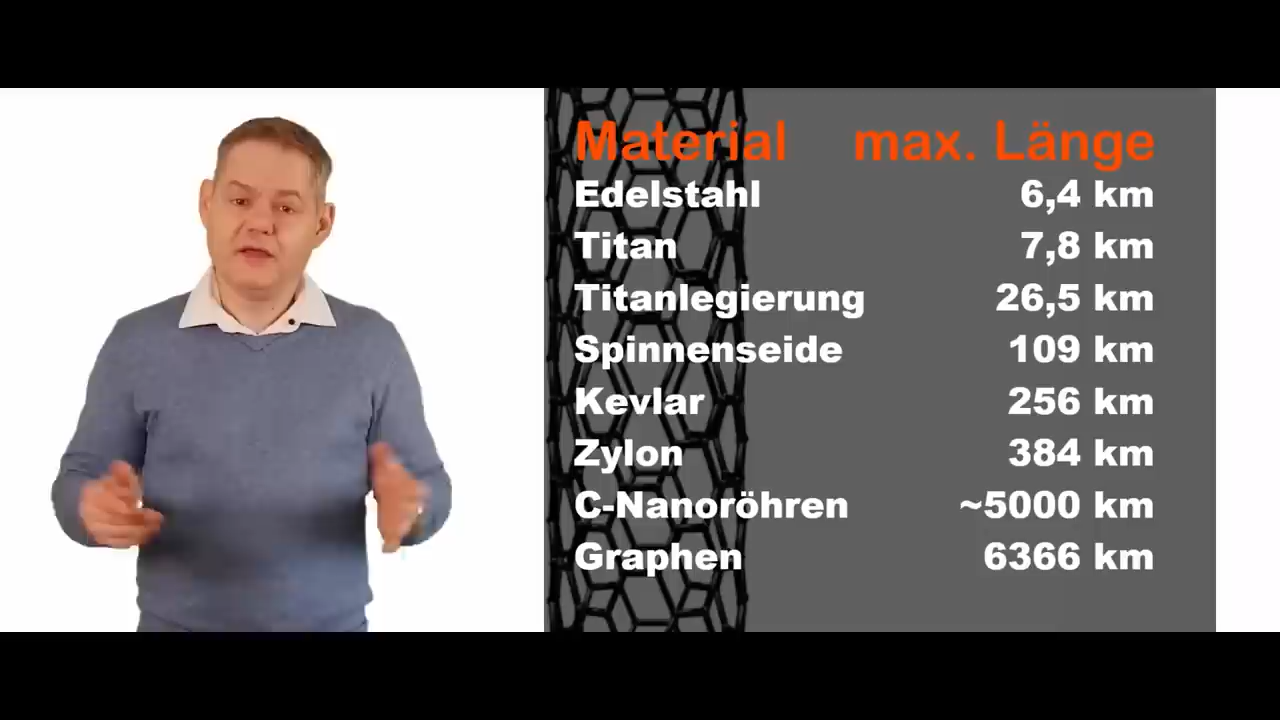 Material max. Länge
Edelstahl 6,4 km
Titan 7,8 km
Titanlegierung 26,5 km
Spinnenseide 109 km
Kevlar 256 km
Zylon 384 km
C-Nanoröhren ~5000 km
Graphen 6366 km